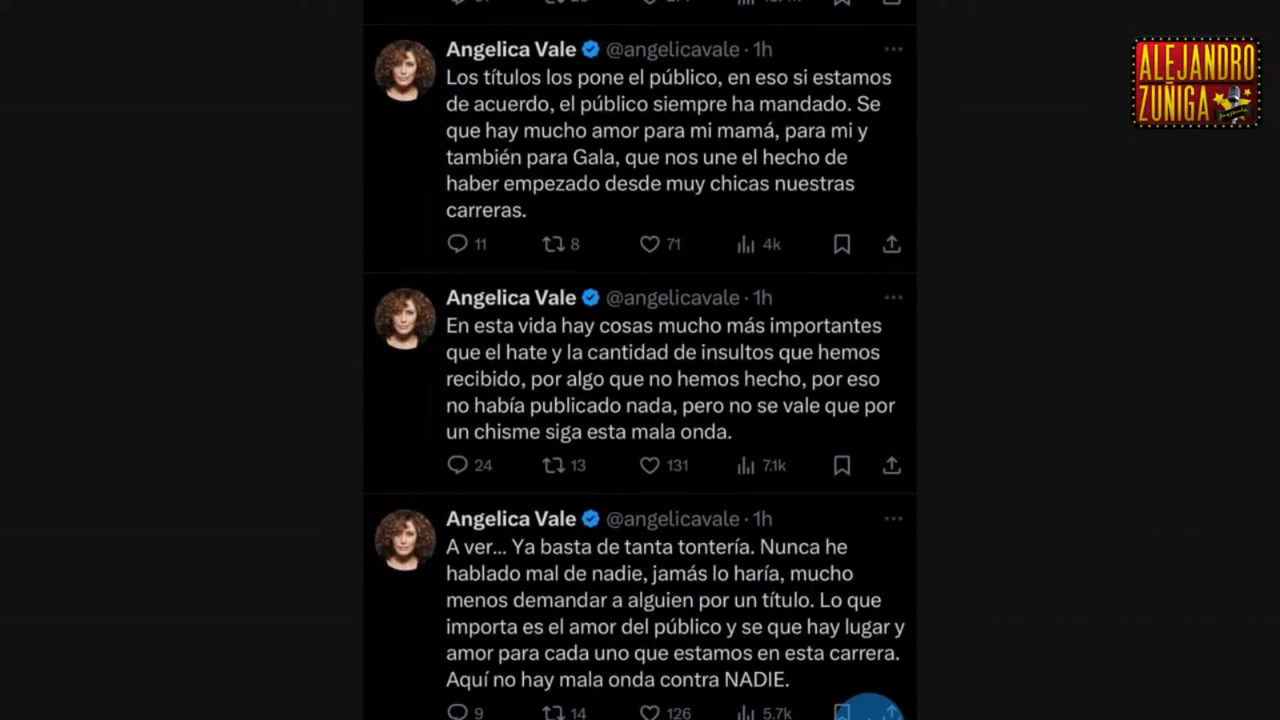 Angelica Vale @angelicavale · 1h
Los títulos los pone el público, en eso si estamos
de acuerdo, el público siempre ha mandado. Se
que hay mucho amor para mi mamá, para mi y
también para Gala, que nos une el hecho de
haber empezado desde muy chicas nuestras
carreras.
11 8 71 4k
Angelica Vale @angelicavale · 1h
En esta vida hay cosas mucho más importantes
que el hate y la cantidad de insultos que hemos
recibido, por algo que no hemos hecho, por eso
no había publicado nada, pero no se vale que por
un chisme siga esta mala onda.
24 13 131 7.1k
Angelica Vale @angelicavale · 1h
A ver... Ya basta de tanta tontería. Nunca he
hablado mal de nadie, jamás lo haría, mucho
menos demandar a alguien por un título. Lo que
importa es el amor del público y se que hay lugar y
amor para cada uno que estamos en esta carrera.
Aquí no hay mala onda contra NADIE.
9 14 126 5.7k
ALEJANDRO
ZUÑIGA